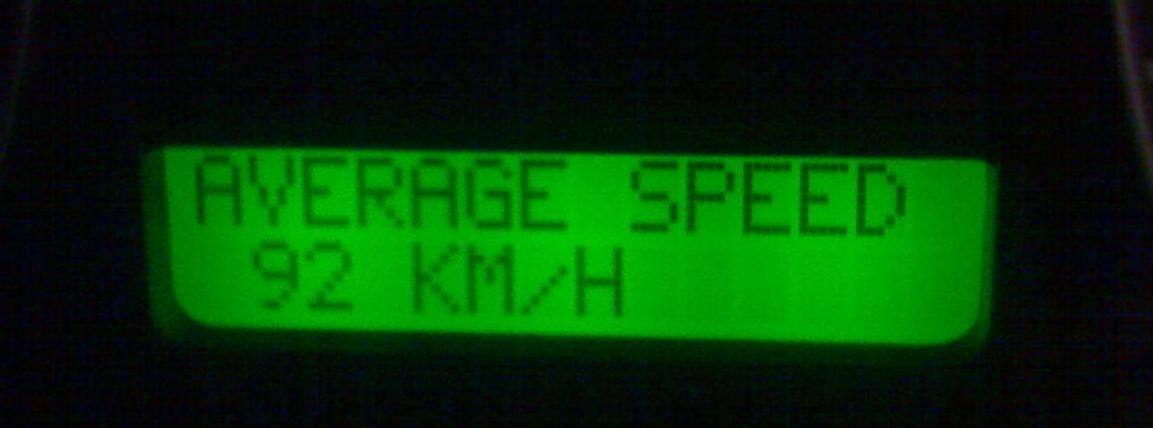 AVERAGE SPEED
92 KM/H